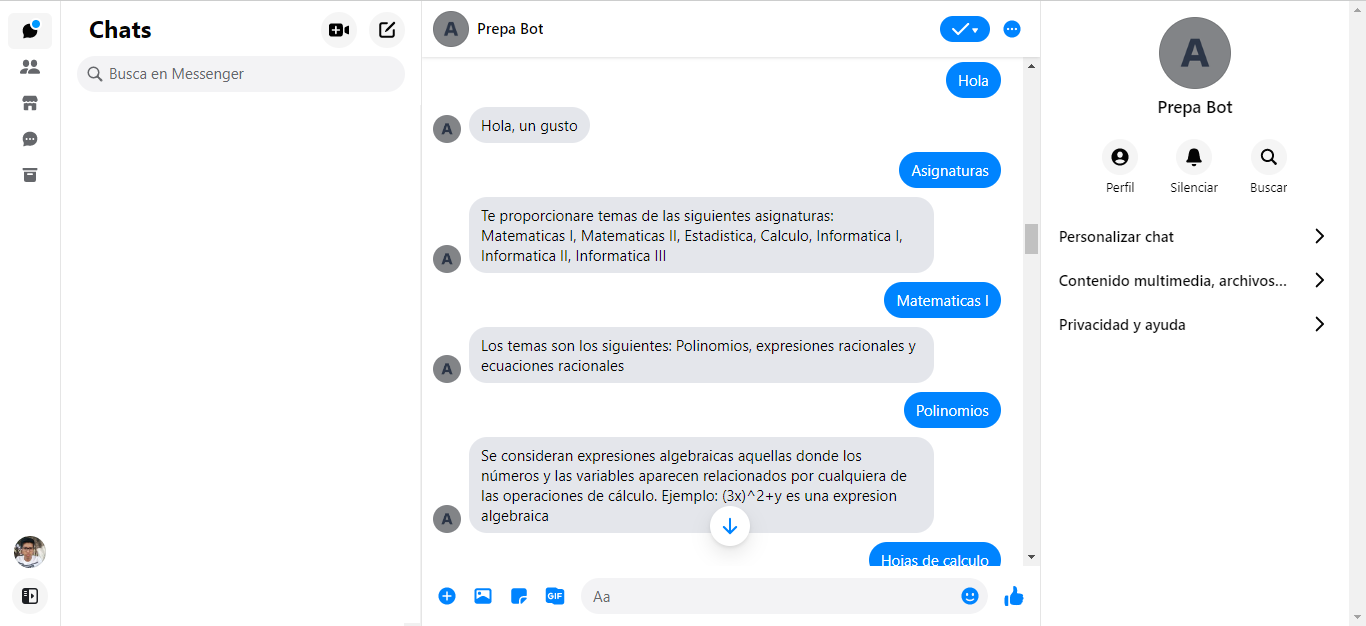 Chats
Busca en Messenger
A
Prepa Bot
Hola
A
Hola, un gusto
Asignaturas
Te proporcionare temas de las siguientes asignaturas:
Matematicas I, Matematicas II, Estadistica, Calculo, Informatica I,
Informatica II, Informatica III
A
Matematicas I
Los temas son los siguientes: Polinomios, expresiones racionales y
ecuaciones racionales
A
Polinomios
Se consideran expresiones algebraicas aquellas donde los
números y las variables aparecen relacionados por cualquiera de
las operaciones de cálculo. Ejemplo: (3x)^2+y es una expresion
algebraica
A
Hojas de calculo
GIF
Aa
A
Prepa Bot
Perfil
Silenciar
Buscar
Personalizar chat
Contenido multimedia, archivos...
Privacidad y ayuda